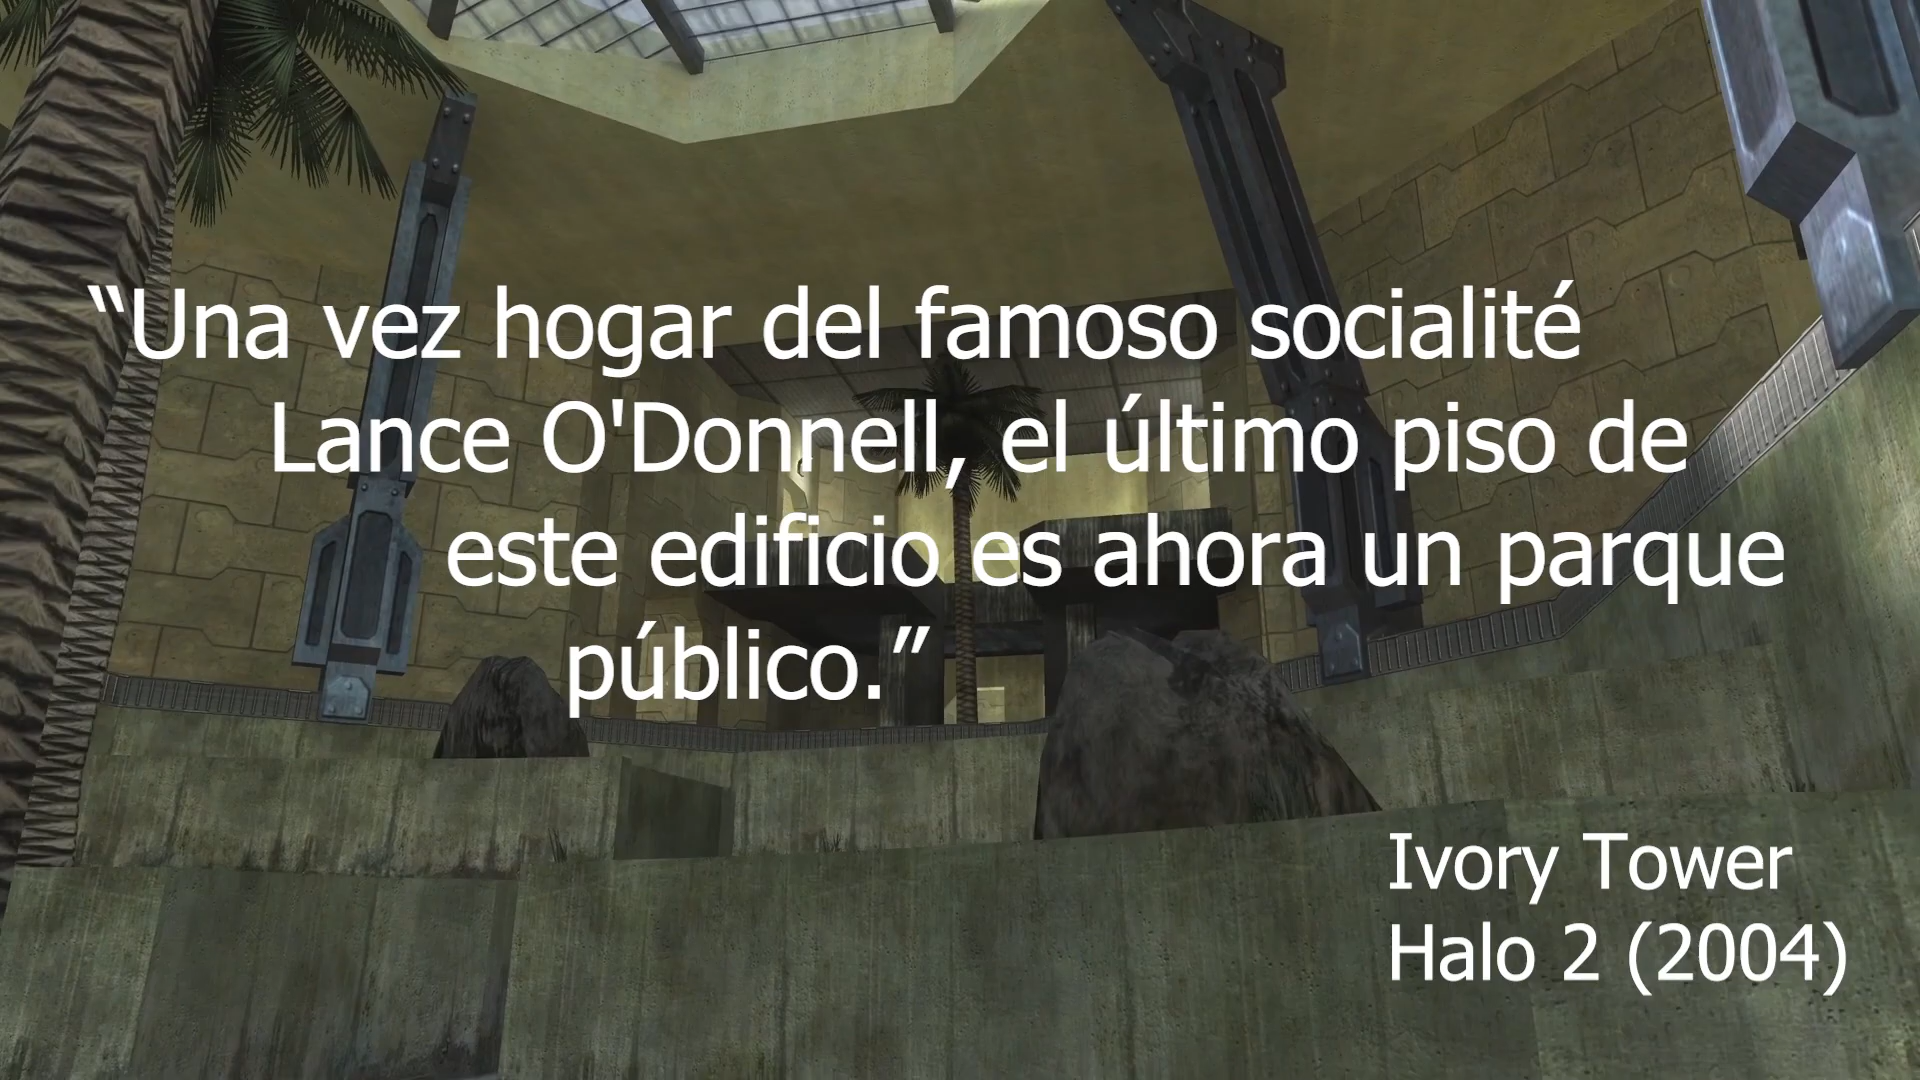 “Una vez hogar del famoso socialité
Lance O'Donnell, el último piso de
este edificio es ahora un parque
público.”
Ivory Tower
Halo 2 (2004)